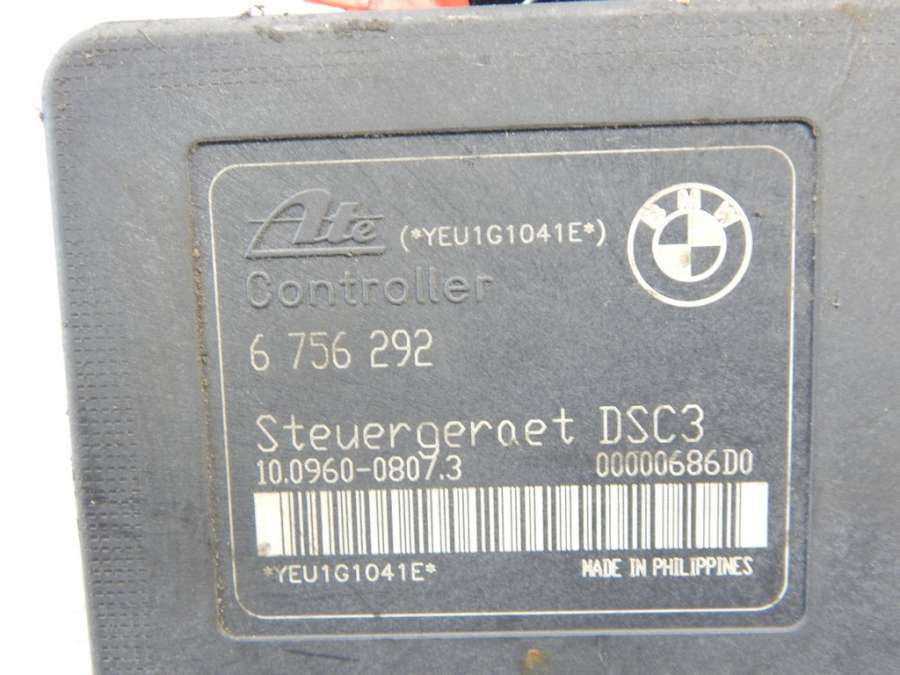 Ate (*YEU1G1041E*)
BMW
Controller
6 756 292
Steuergeraet DSC3
10.0960-0807.3 00000686D0
*YEU1G1041E* MADE IN PHILIPPINES